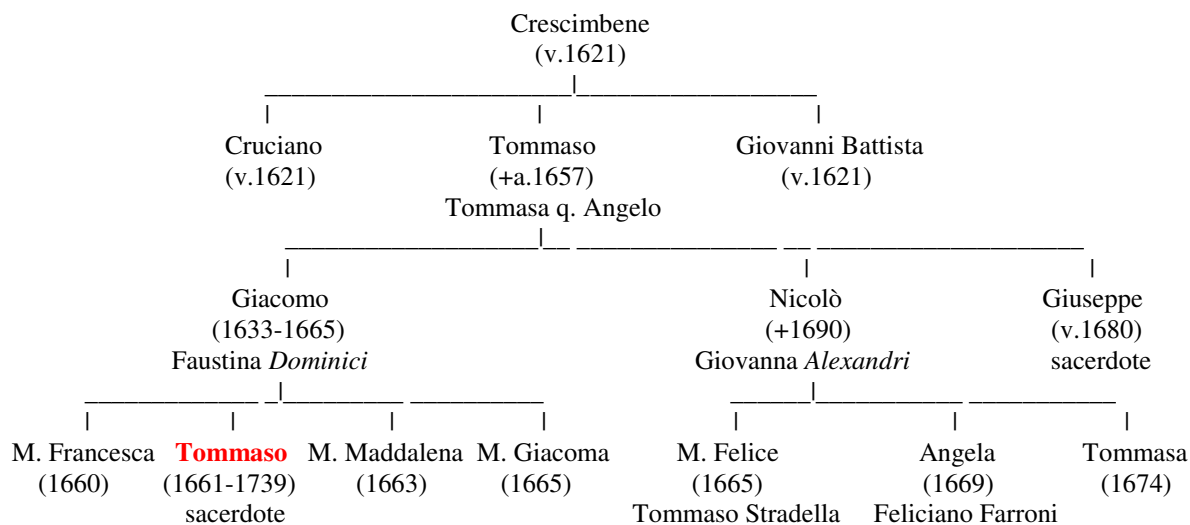 Crescimbene
(v.1621)
Cruciano Tommaso Giovanni Battista
(v.1621) (+a.1657) (v.1621)
Tommasa q. Angelo
Giacomo Nicolò Giuseppe
(1633-1665) (+1690) (v.1680)
Faustina Dominici Giovanna Alexandri sacerdote
M. Francesca Tommaso M. Maddalena M. Giacoma M. Felice Angela Tommasa
(1660) (1661-1739) (1663) (1665) (1665) (1669) (1674)
sacerdote Tommaso Stradella Feliciano Farroni